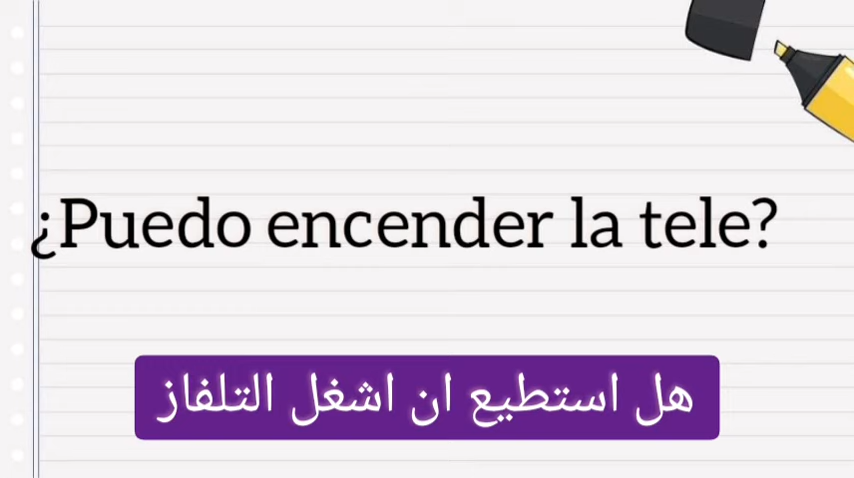 ¿Puedo encender la tele?
هل استطيع ان اشغل التلفاز